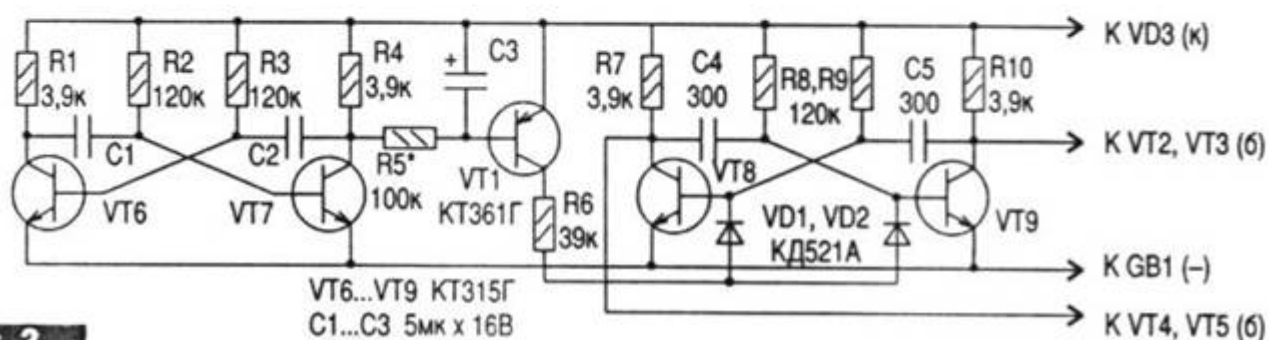 R1
3,9к
R2
120к
R3
120к
R4
3,9к
+
C3
R7
3,9к
C4
300
R8,R9
120к
C5
300
R10
3,9к
К VD3 (к)
C1
C2
R5*
100к
VT1
КТ361Г
VT8
К VT2, VT3 (б)
VT6
VT7
R6
39к
VD1, VD2
КД521А
VT9
К GB1 (–)
VT6...VT9 КТ315Г
C1...C3 5мк x 16В
К VT4, VT5 (б)